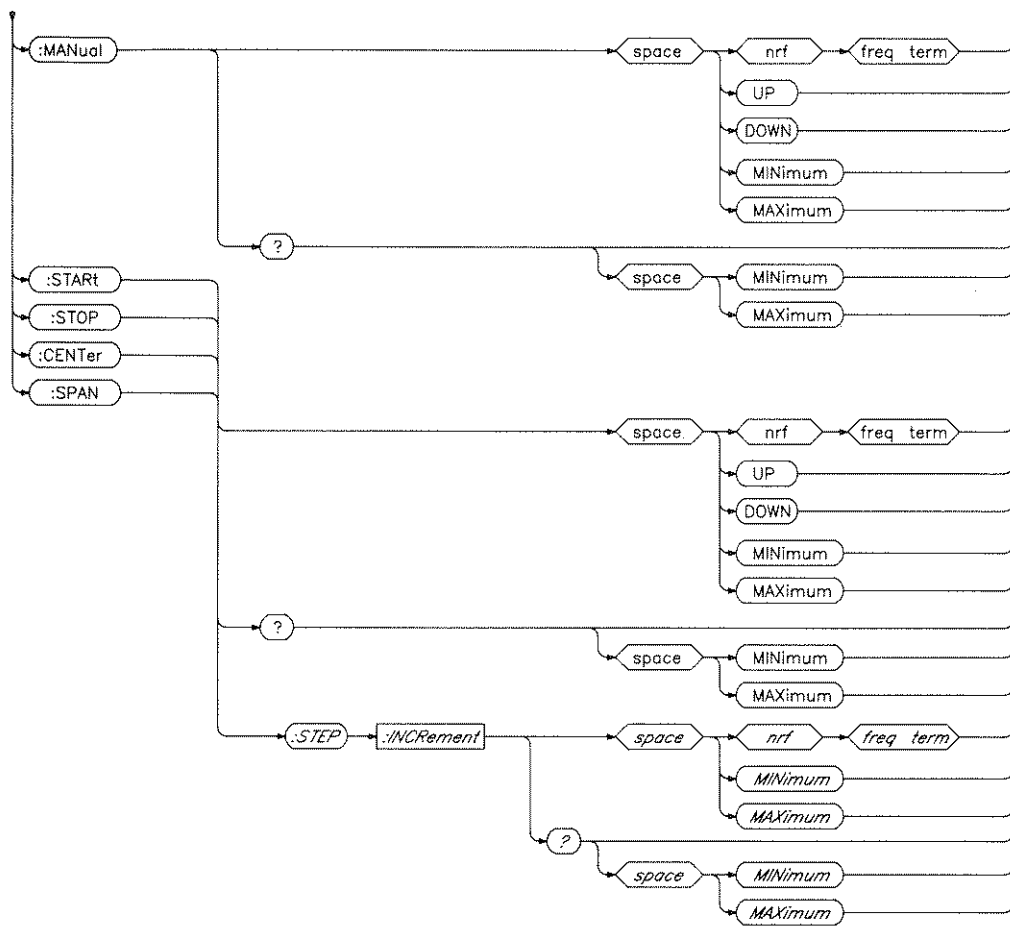 :MANual space nrf freq term
UP
DOWN
MINimum
MAXimum
?
:STARt space MINimum
:STOP MAXimum
:CENTer
:SPAN
space nrf freq term
UP
DOWN
MINimum
MAXimum
?
space MINimum
MAXimum
:STEP :INCRement space nrf freq term
MINimum
MAXimum
?
space MINimum
MAXimum